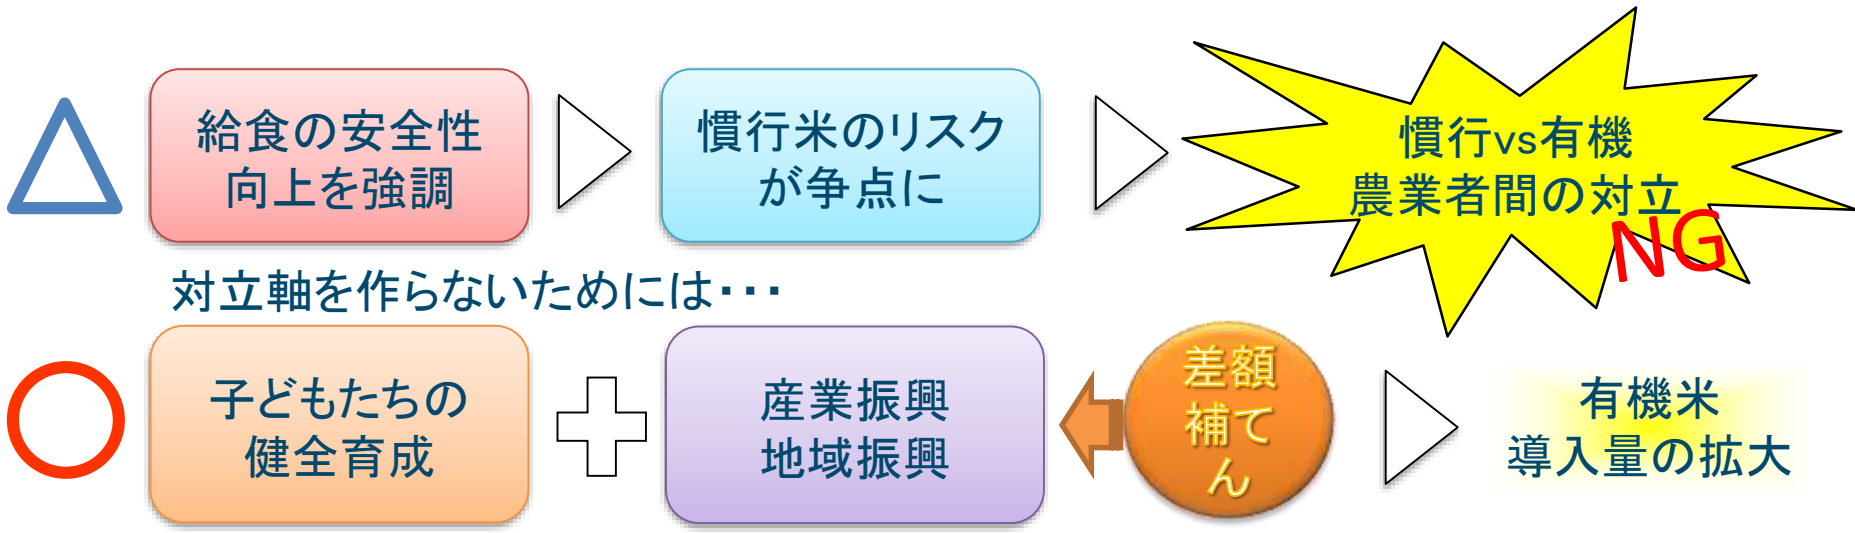 給食の安全性
向上を強調
慣行米のリスク
が争点に
慣行vs有機
農業者間の対立
NG
対立軸を作らないためには・・・
子どもたちの
健全育成
産業振興
地域振興
差額
補て
ん
有機米
導入量の拡大